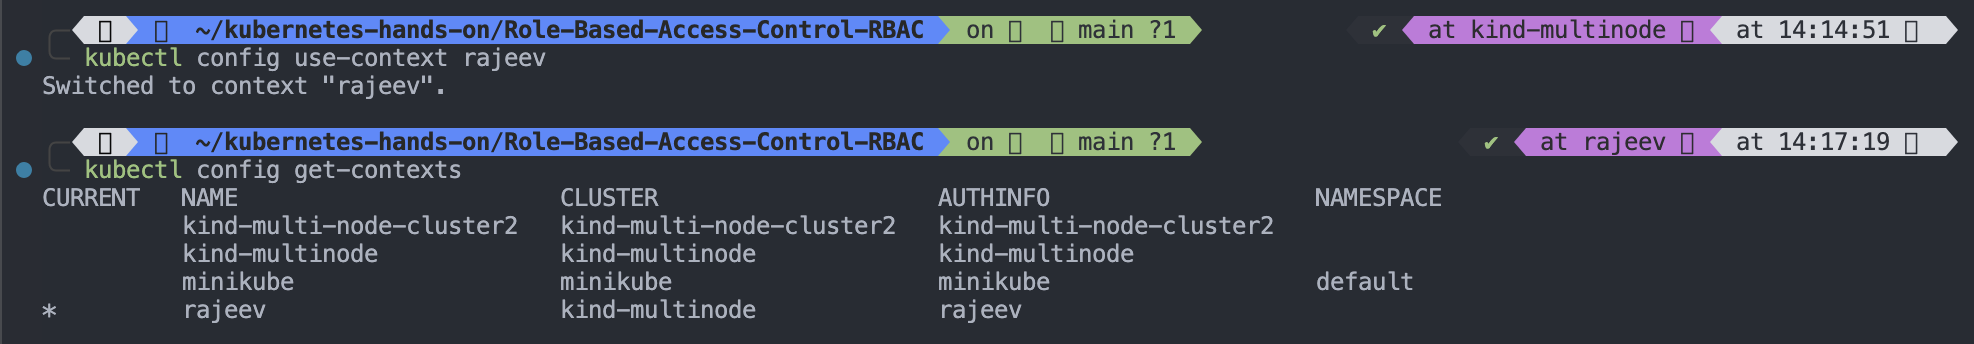 ~/kubernetes-hands-on/Role-Based-Access-Control-RBAC on main ?1 ✔ at kind-multinode at 14:14:51
kubectl config use-context rajeev
Switched to context "rajeev".
~/kubernetes-hands-on/Role-Based-Access-Control-RBAC on main ?1 ✔ at rajeev at 14:17:19
kubectl config get-contexts
CURRENT NAME CLUSTER AUTHINFO NAMESPACE
kind-multi-node-cluster2 kind-multi-node-cluster2 kind-multi-node-cluster2
kind-multinode kind-multinode kind-multinode
minikube minikube minikube default
* rajeev kind-multinode rajeev